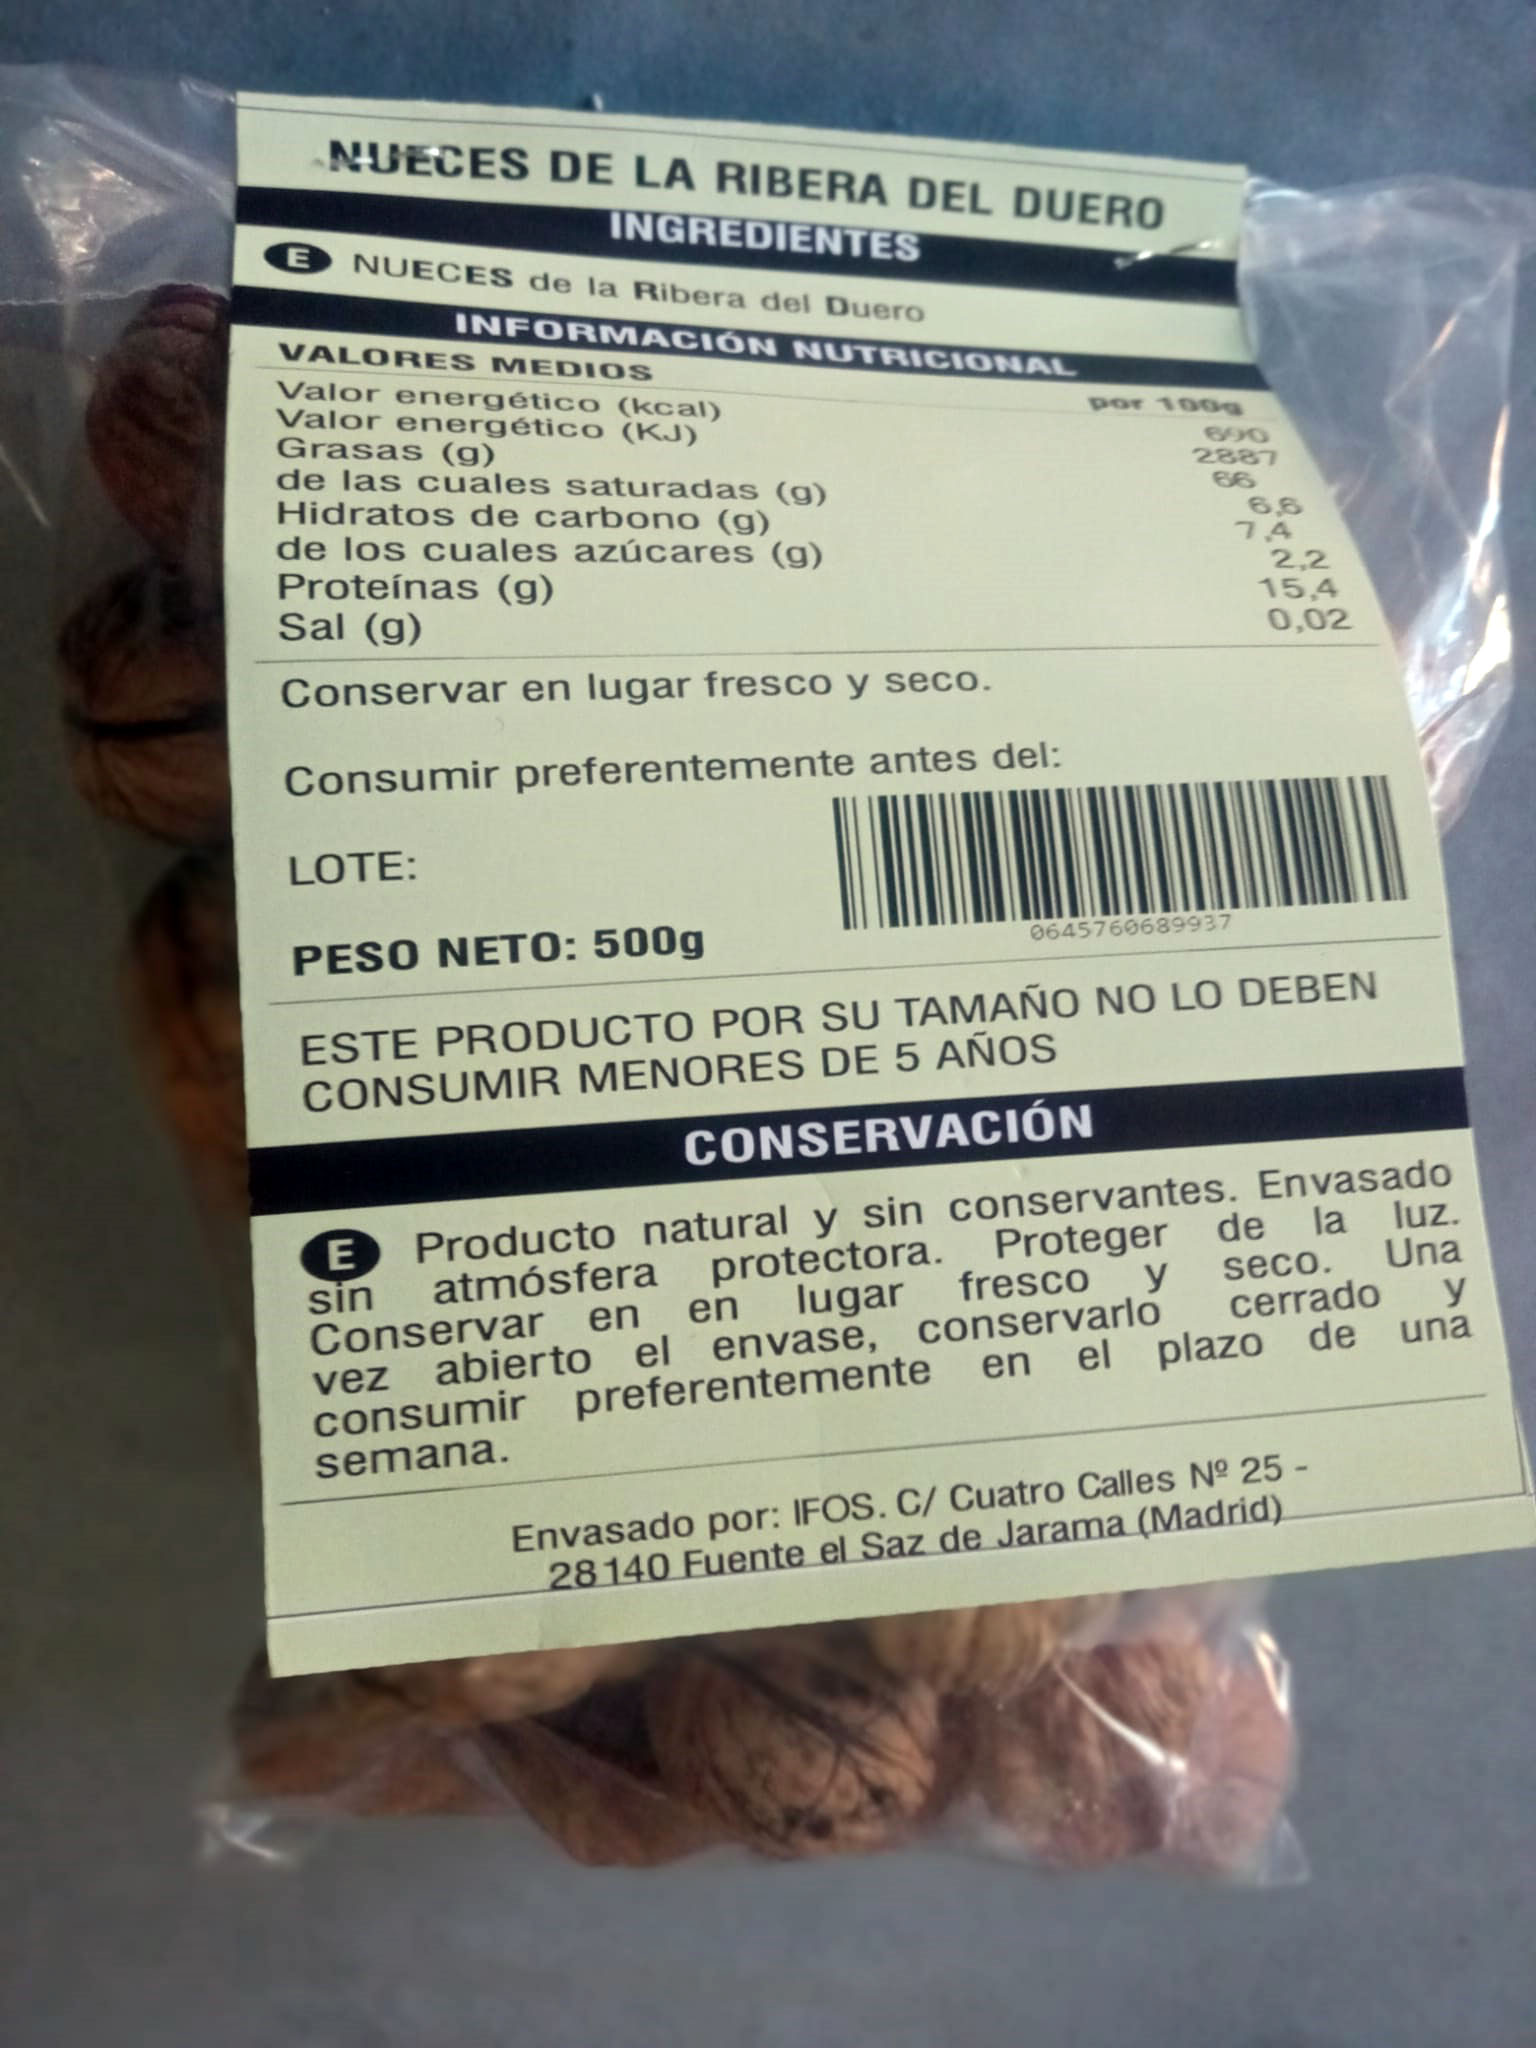 NUECES DE LA RIBERA DEL DUERO
INGREDIENTES
E NUECES de la Ribera del Duero
INFORMACIÓN NUTRICIONAL
VALORES MEDIOS por 100g
Valor energético (kcal) 690
Valor energético (KJ) 2887
Grasas (g) 66
de las cuales saturadas (g) 6,6
Hidratos de carbono (g) 7,4
de los cuales azúcares (g) 2,2
Proteínas (g) 15,4
Sal (g) 0,02
Conservar en lugar fresco y seco.
Consumir preferentemente antes del:
LOTE:
0645760689937
PESO NETO: 500g
ESTE PRODUCTO POR SU TAMAÑO NO LO DEBEN
CONSUMIR MENORES DE 5 AÑOS
CONSERVACIÓN
E Producto natural y sin conservantes. Envasado
sin atmósfera protectora. Proteger de la luz.
Conservar en en lugar fresco y seco. Una
vez abierto el envase, conservarlo cerrado y
consumir preferentemente en el plazo de una
semana.
Envasado por: IFOS. C/ Cuatro Calles Nº 25 -
28140 Fuente el Saz de Jarama (Madrid)